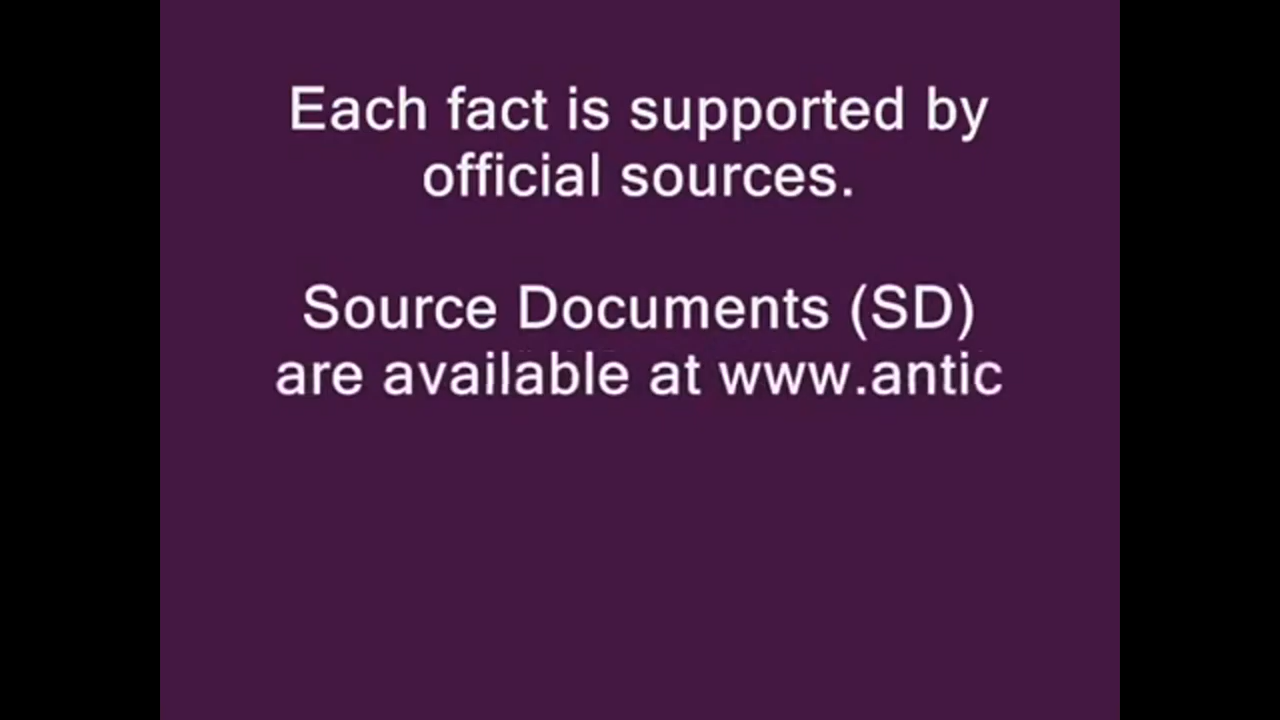 Each fact is supported by
official sources.
Source Documents (SD)
are available at www.antic